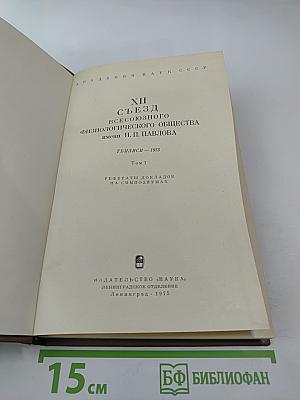 АКАДЕМИЯ НАУК СССР
XII
СЪЕЗД
ВСЕСОЮЗНОГО
ФИЗИОЛОГИЧЕСКОГО ОБЩЕСТВА
имени И. П. ПАВЛОВА
ТБИЛИСИ — 1975
Том 1
РЕФЕРАТЫ ДОКЛАДОВ
НА СИМПОЗИУМАХ
ИЗДАТЕЛЬСТВО «НАУКА»
ЛЕНИНГРАДСКОЕ ОТДЕЛЕНИЕ
Ленинград · 1975
15 см
БФ БИБЛИОФАН